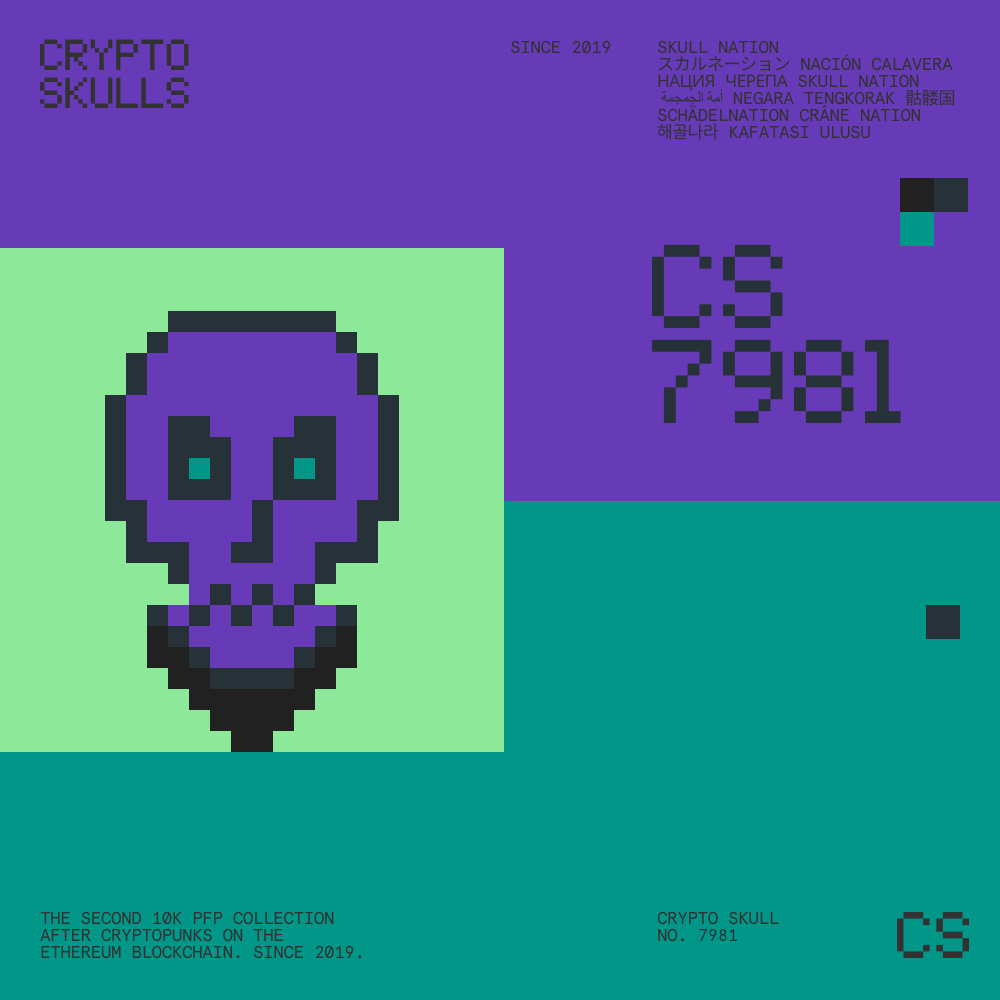 CRYPTO
SKULLS
SINCE 2019
SKULL NATION
スカルネーション NACIÓN CALAVERA
НАЦИЯ ЧЕРЕПА SKULL NATION
أمة الجمجمة NEGARA TENGKORAK 骷髅国
SCHÄDELNATION CRÂNE NATION
해골나라 KAFATASI ULUSU
CS
7981
THE SECOND 10K PFP COLLECTION
AFTER CRYPTOPUNKS ON THE
ETHEREUM BLOCKCHAIN. SINCE 2019.
CRYPTO SKULL
NO. 7981
CS